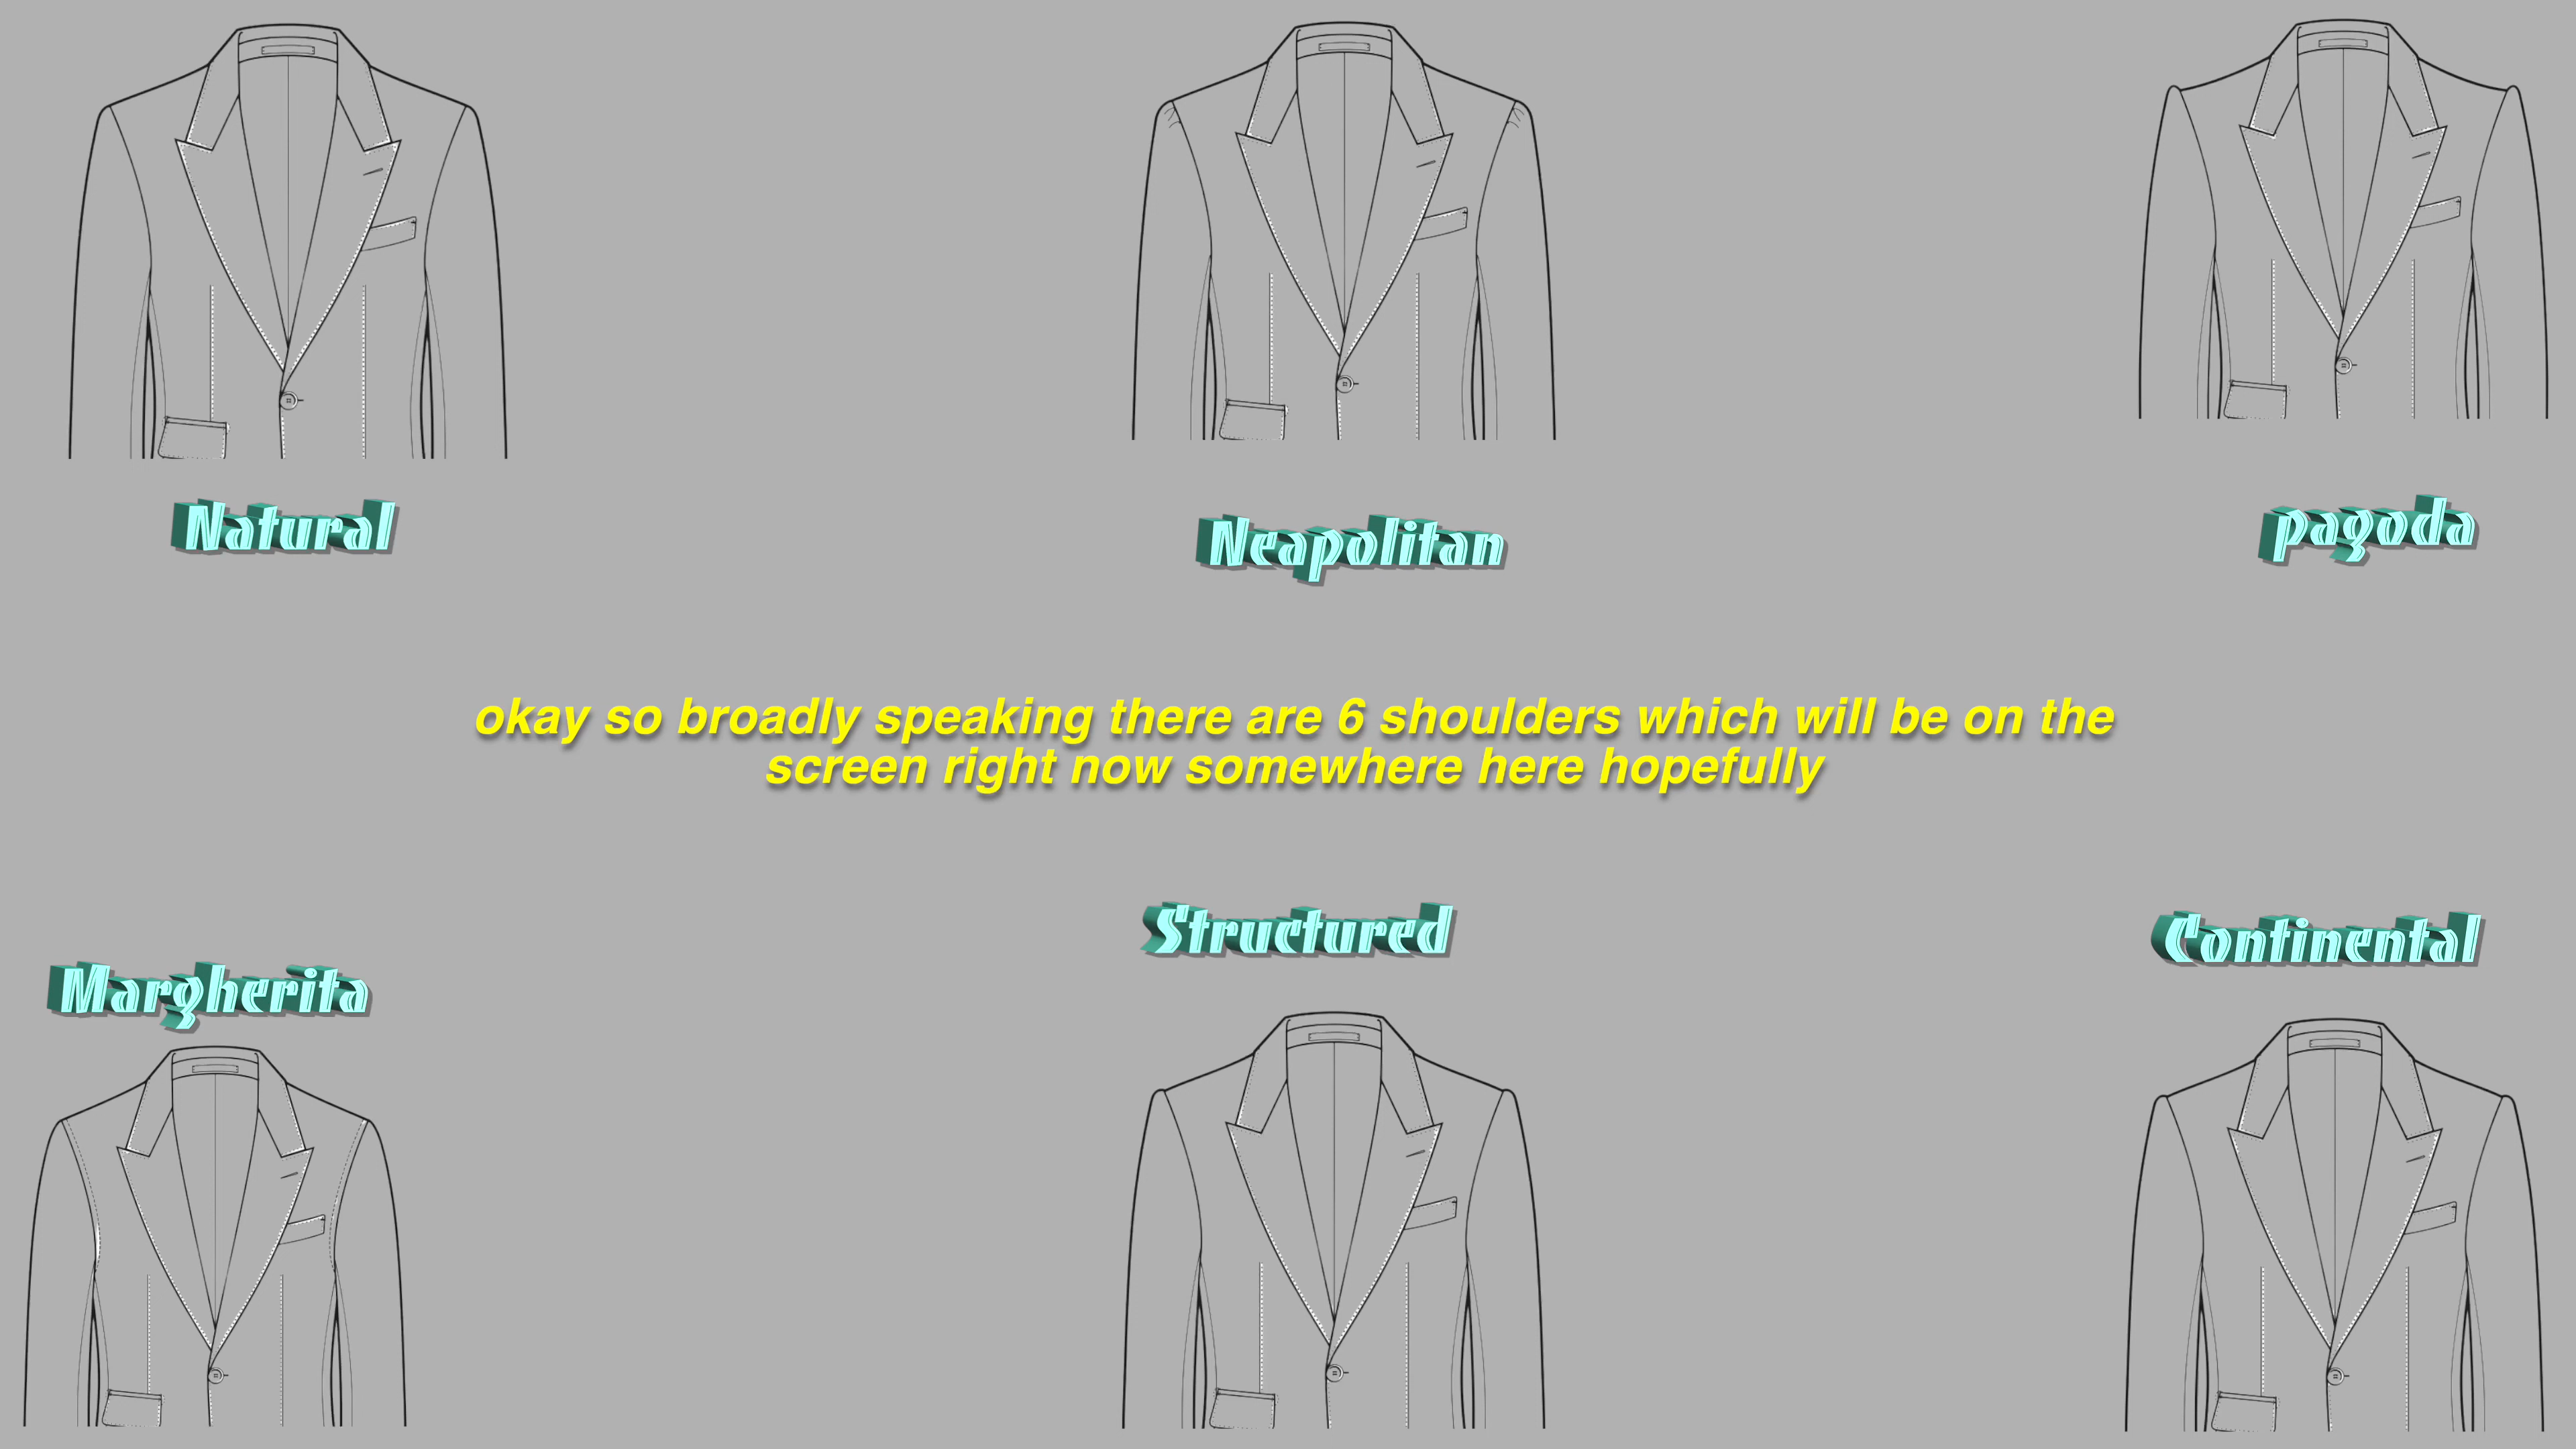 Natural
Neapolitan
pagoda
okay so broadly speaking there are 6 shoulders which will be on the
screen right now somewhere here hopefully
Margherita
Structured
Continental